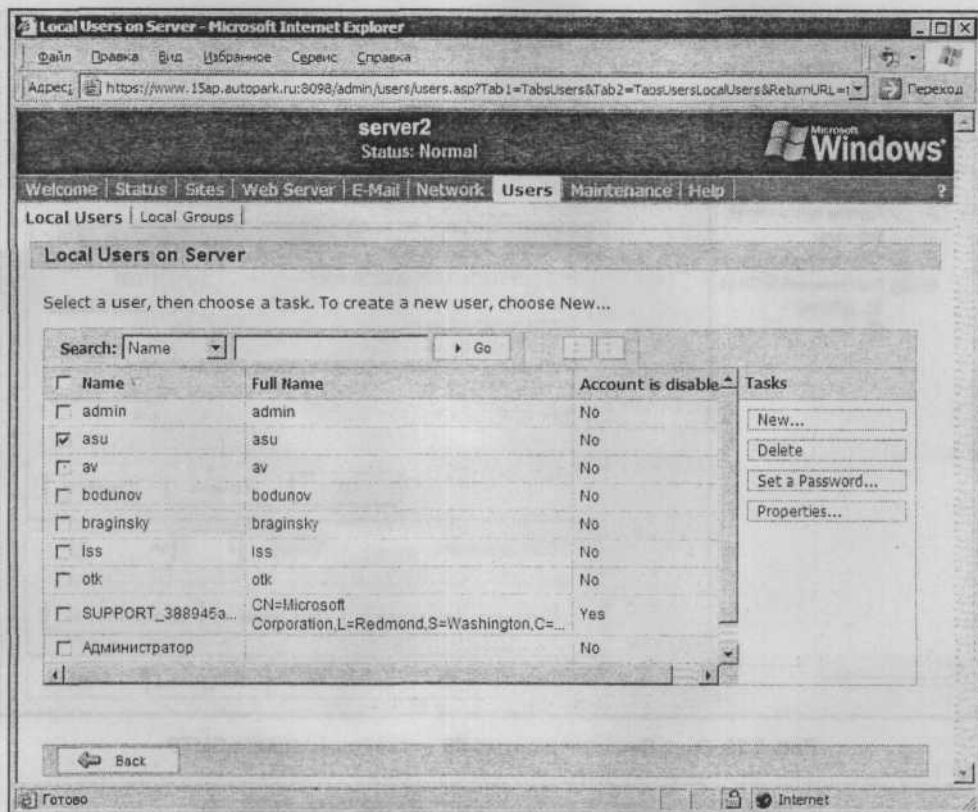 Local Users on Server - Microsoft Internet Explorer
Файл Правка Вид Избранное Сервис Справка
Адрес: https://www.15ap.autopark.ru:8098/admin/users/users.asp?Tab1=TabsUsers&Tab2=TabsUsersLocalUsers&ReturnURL= Переход
server2
Status: Normal
Microsoft
Windows
Welcome Status Sites Web Server E-Mail Network Users Maintenance Help ?
Local Users Local Groups
Local Users on Server
Select a user, then choose a task. To create a new user, choose New...
Search: Name Go
Name Full Name Account is disable Tasks
admin admin No
New...
asu asu No
Delete
av av No
Set a Password...
bodunov bodunov No
Properties...
braginsky braginsky No
lss lss No
otk otk No
SUPPORT_388945a... CN=Microsoft Corporation,L=Redmond,S=Washington,C=... Yes
Администратор No
Back
Готово Internet